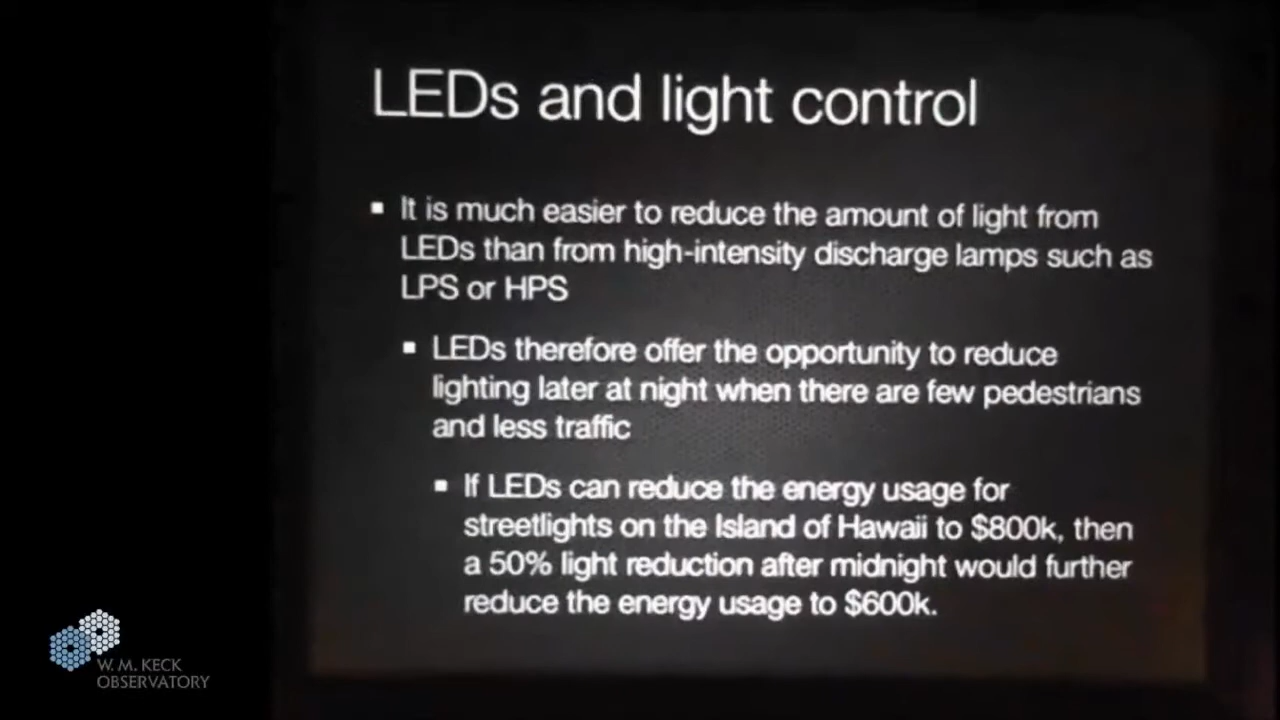 LEDs and light control
▪ It is much easier to reduce the amount of light from
LEDs than from high-intensity discharge lamps such as
LPS or HPS
▪ LEDs therefore offer the opportunity to reduce
lighting later at night when there are few pedestrians
and less traffic
▪ If LEDs can reduce the energy usage for
streetlights on the Island of Hawaii to $800k, then
a 50% light reduction after midnight would further
reduce the energy usage to $600k.
W. M. KECK
OBSERVATORY